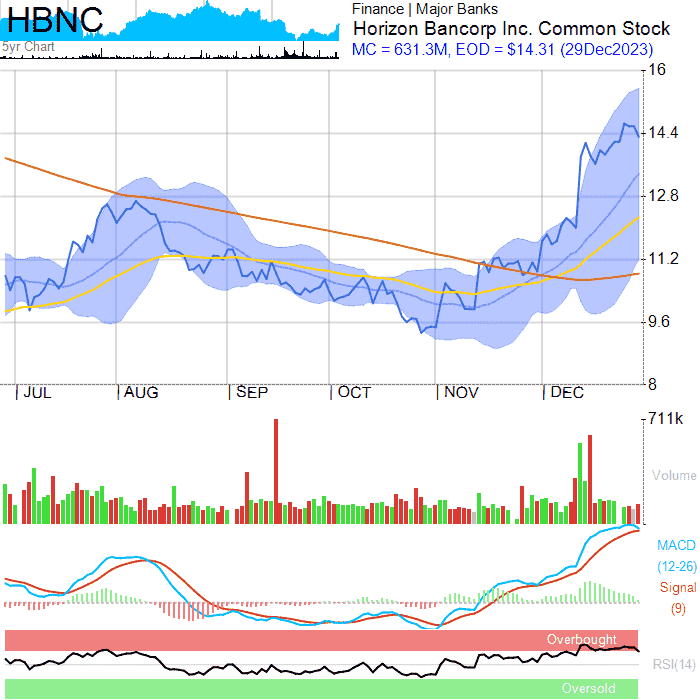 HBNC
5yr Chart
Finance | Major Banks
Horizon Bancorp Inc. Common Stock
MC = 631.3M, EOD = $14.31 (29Dec2023)
16
14.4
12.8
11.2
9.6
8
|JUL |AUG |SEP |OCT |NOV |DEC
711k
Volume
MACD
(12-26)
Signal
(9)
Overbought
RSI(14)
Oversold